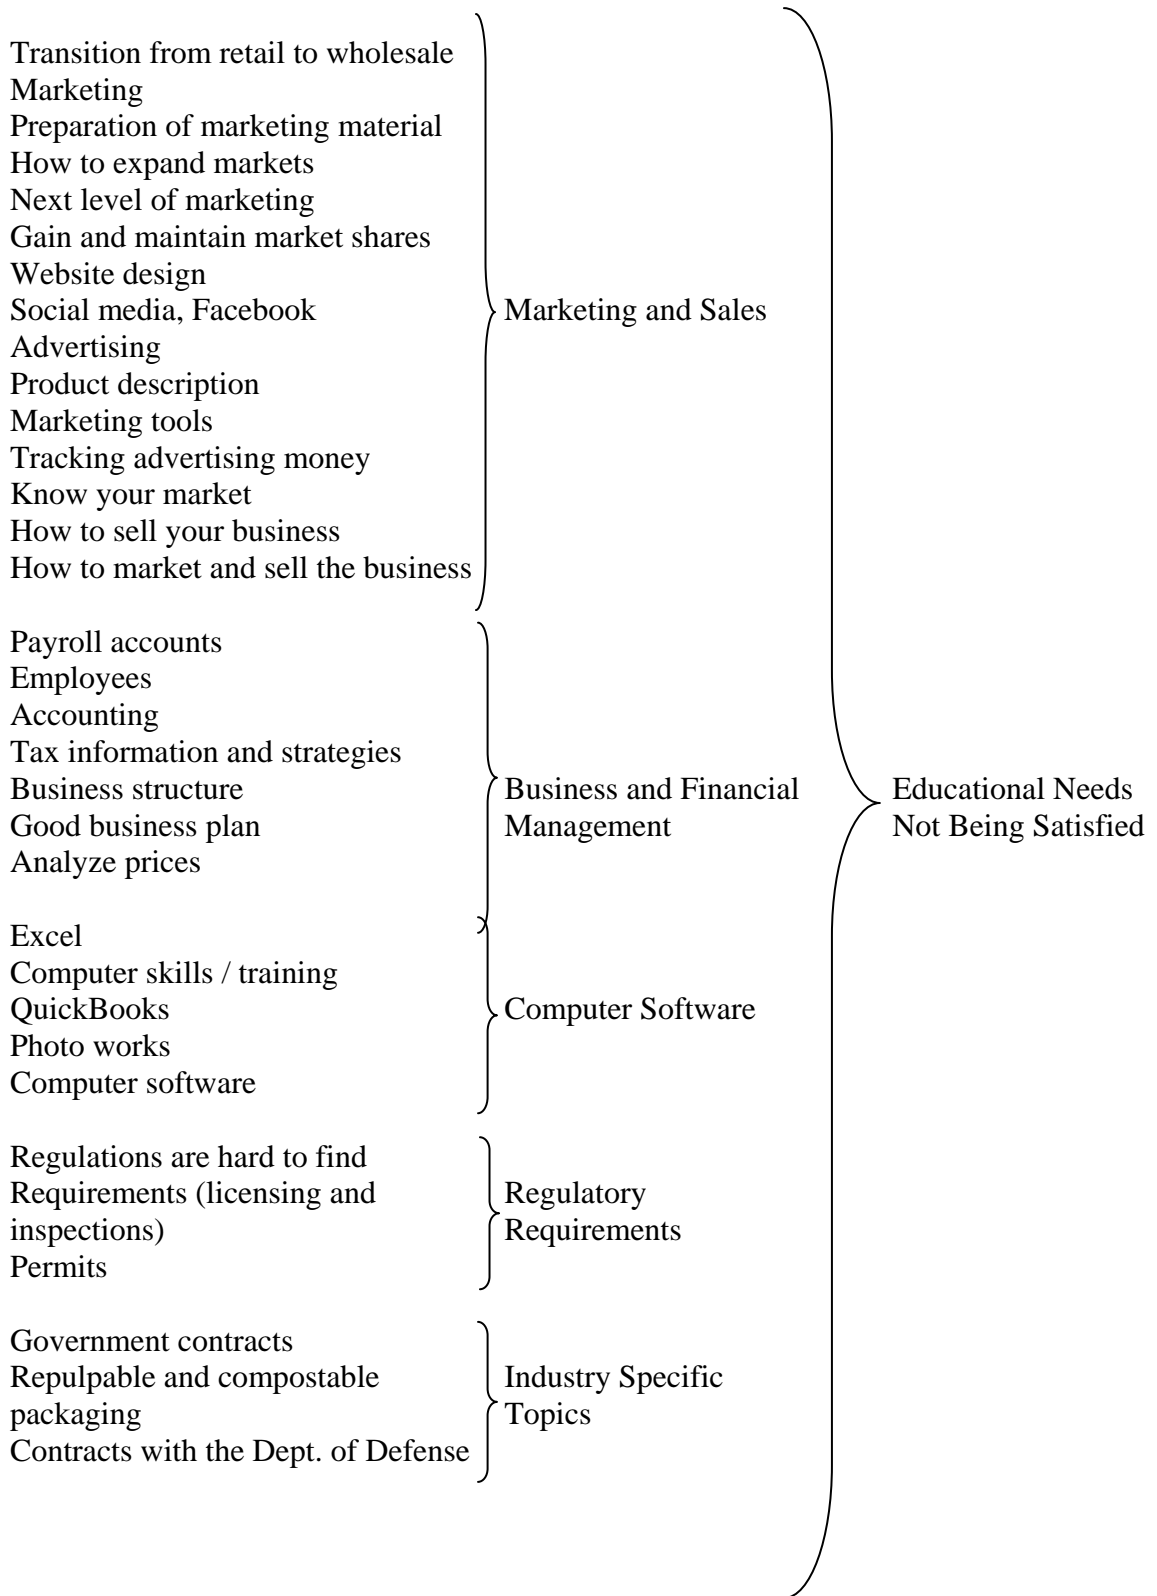 Transition from retail to wholesale
Marketing
Preparation of marketing material
How to expand markets
Next level of marketing
Gain and maintain market shares
Website design
Social media, Facebook
Advertising
Product description
Marketing tools
Tracking advertising money
Know your market
How to sell your business
How to market and sell the business
Marketing and Sales
Payroll accounts
Employees
Accounting
Tax information and strategies
Business structure
Good business plan
Analyze prices
Business and Financial
Management
Excel
Computer skills / training
QuickBooks
Photo works
Computer software
Computer Software
Regulations are hard to find
Requirements (licensing and
inspections)
Permits
Regulatory
Requirements
Government contracts
Repulpable and compostable
packaging
Contracts with the Dept. of Defense
Industry Specific
Topics
Educational Needs
Not Being Satisfied